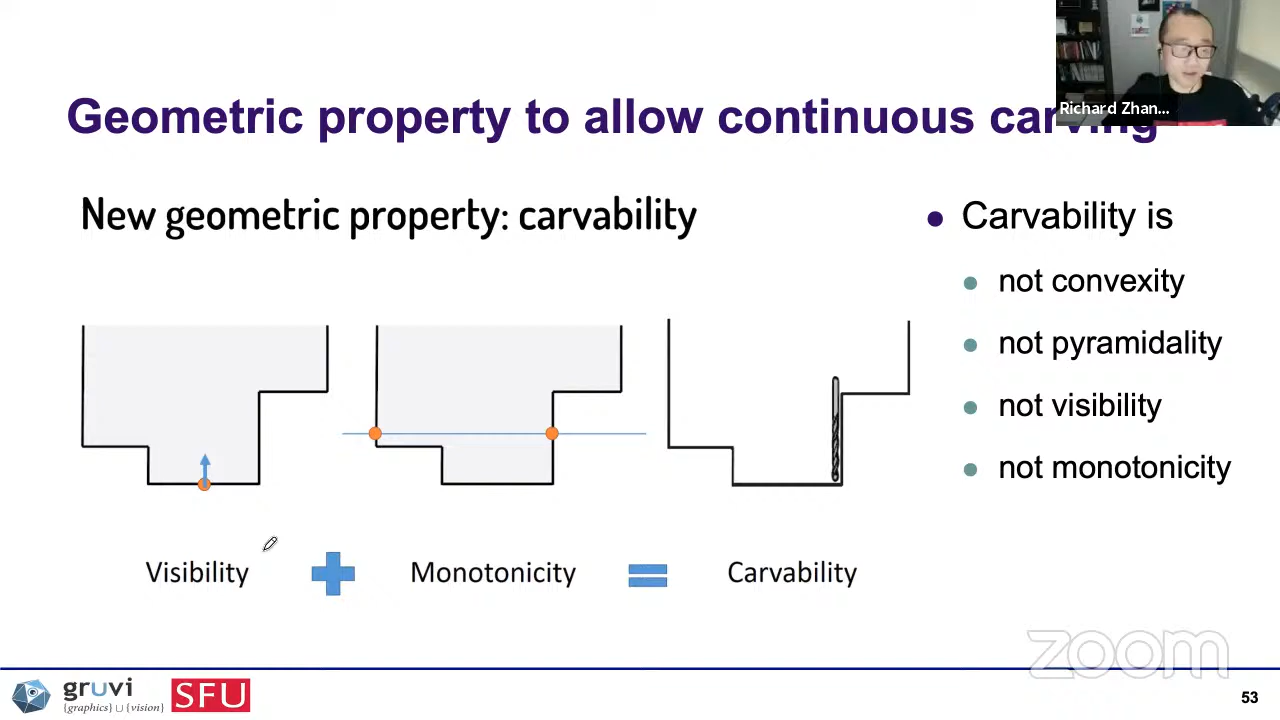 Richard Zhan...
Geometric property to allow continuous carving
New geometric property: carvability
Carvability is
not convexity
not pyramidality
not visibility
not monotonicity
Visibility
Monotonicity
Carvability
zoom
gruvi
{graphics} ∪ {vision}
SFU
53